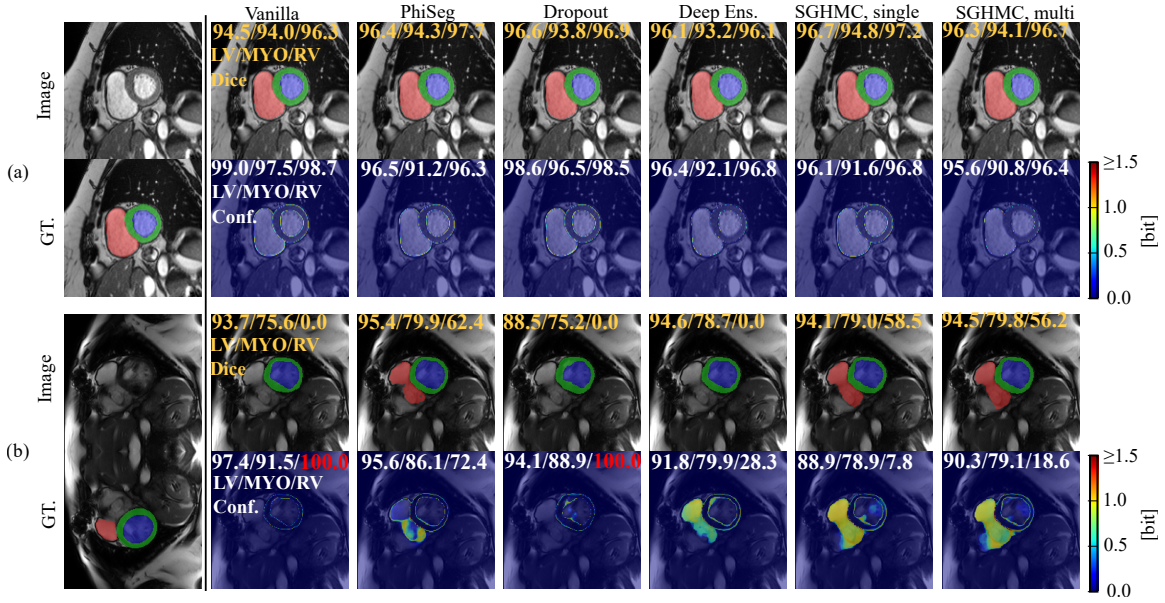 Vanilla PhiSeg Dropout Deep Ens. SGHMC, single SGHMC, multi
(a)
Image
94.5/94.0/96.3 96.4/94.3/97.7 96.6/93.8/96.9 96.1/93.2/96.1 96.7/94.8/97.2 96.3/94.1/96.7
LV/MYO/RV
Dice
GT.
99.0/97.5/98.7 96.5/91.2/96.3 98.6/96.5/98.5 96.4/92.1/96.8 96.1/91.6/96.8 95.6/90.8/96.4
LV/MYO/RV
Conf.
≥1.5
1.0
0.5
0.0
[bit]
(b)
Image
93.7/75.6/0.0 95.4/79.9/62.4 88.5/75.2/0.0 94.6/78.7/0.0 94.1/79.0/58.5 94.5/79.8/56.2
LV/MYO/RV
Dice
GT.
97.4/91.5/100.0 95.6/86.1/72.4 94.1/88.9/100.0 91.8/79.9/28.3 88.9/78.9/7.8 90.3/79.1/18.6
LV/MYO/RV
Conf.
≥1.5
1.0
0.5
0.0
[bit]